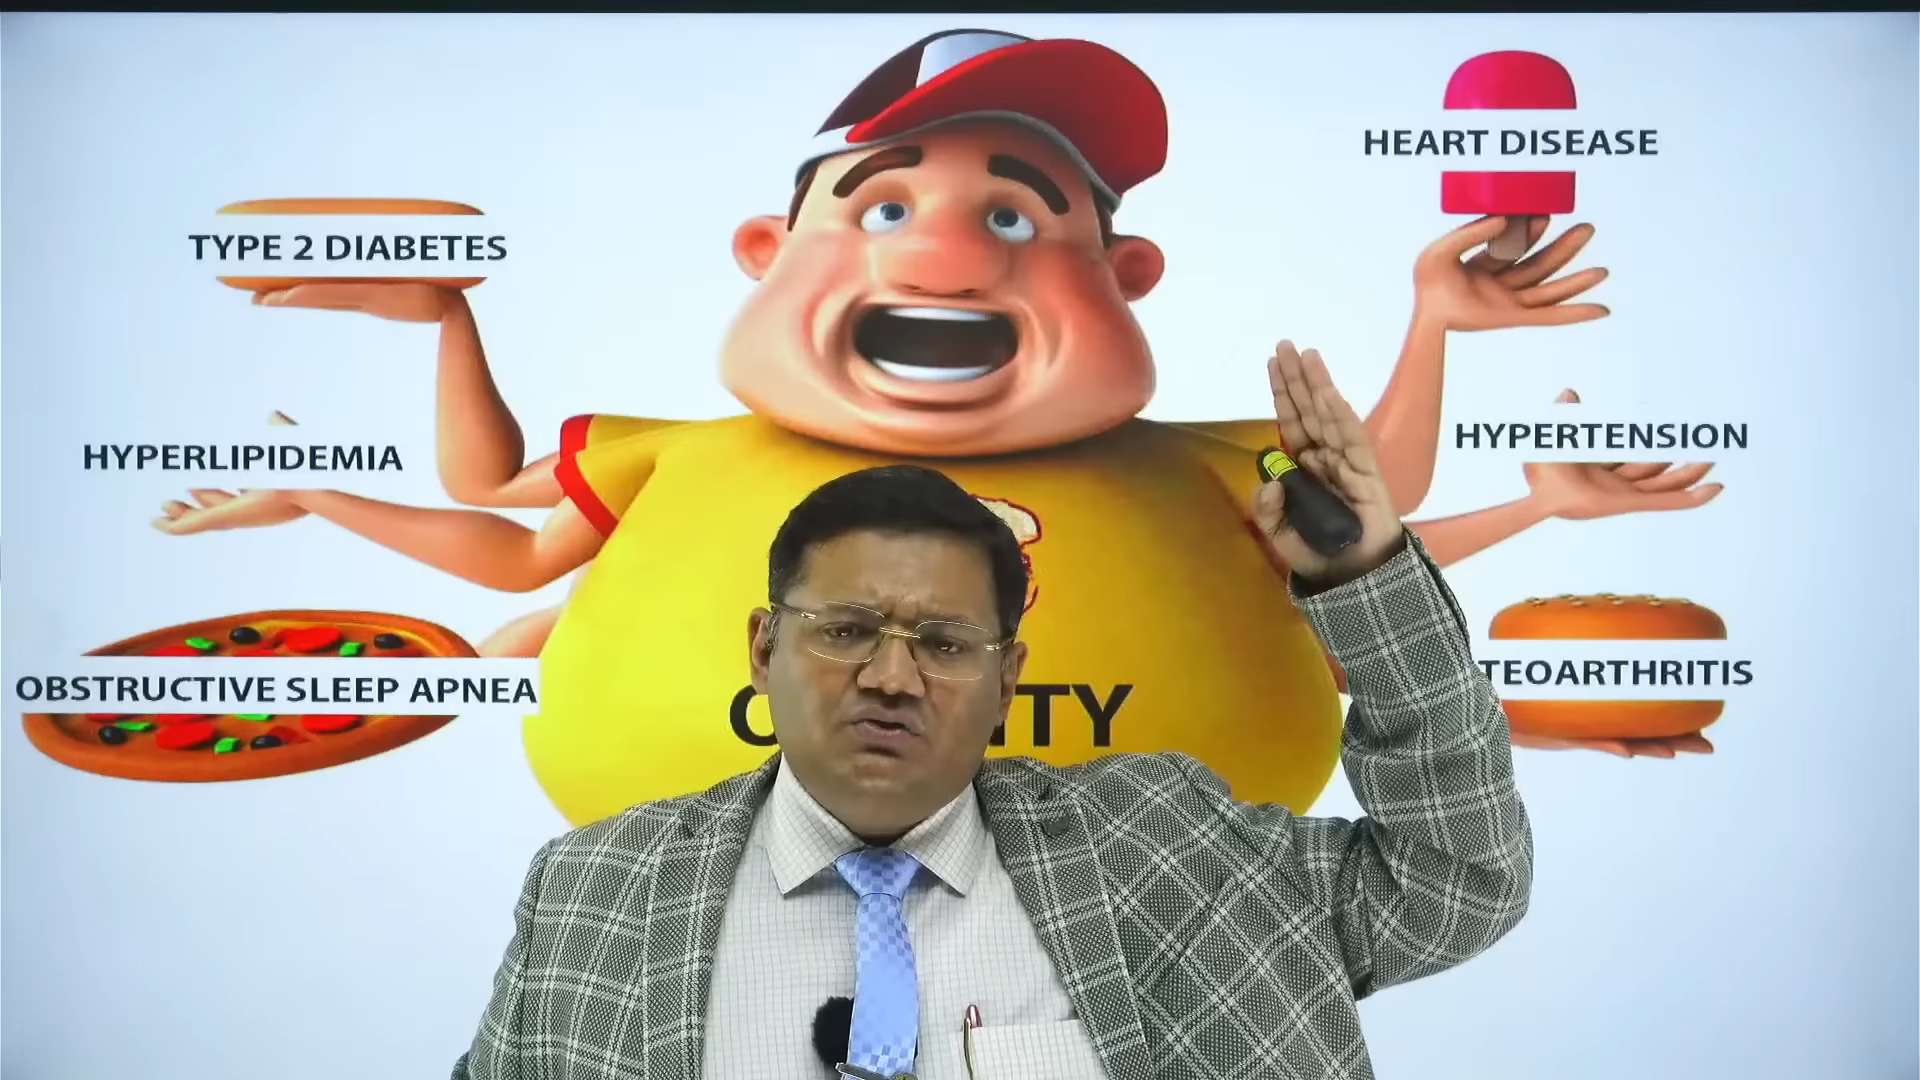 HEART DISEASE
TYPE 2 DIABETES
HYPERTENSION
HYPERLIPIDEMIA
TEOARTHRITIS
OBSTRUCTIVE SLEEP APNEA